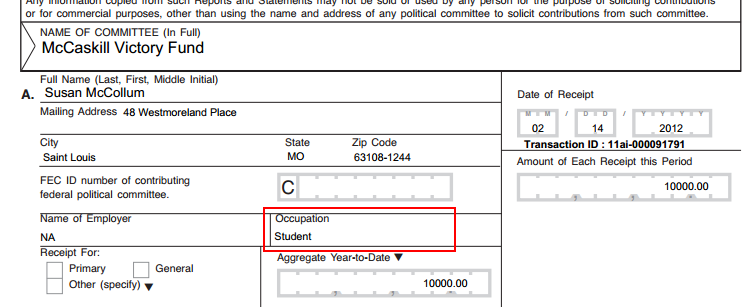 Any information copied from such Reports and Statements may not be sold or used by any person for the purpose of soliciting contributions
or for commercial purposes, other than using the name and address of any political committee to solicit contributions from such committee.
NAME OF COMMITTEE (In Full)
McCaskill Victory Fund
Full Name (Last, First, Middle Initial)
A. Susan McCollum
Mailing Address 48 Westmoreland Place
City State Zip Code
Saint Louis MO 63108-1244
FEC ID number of contributing
federal political committee.
C
Name of Employer
NA
Occupation
Student
Receipt For:
Primary General
Other (specify) ▼
Aggregate Year-to-Date ▼
10000.00
Date of Receipt
M M / D D / Y Y Y Y
02 14 2012
Transaction ID : 11ai-000091791
Amount of Each Receipt this Period
10000.00